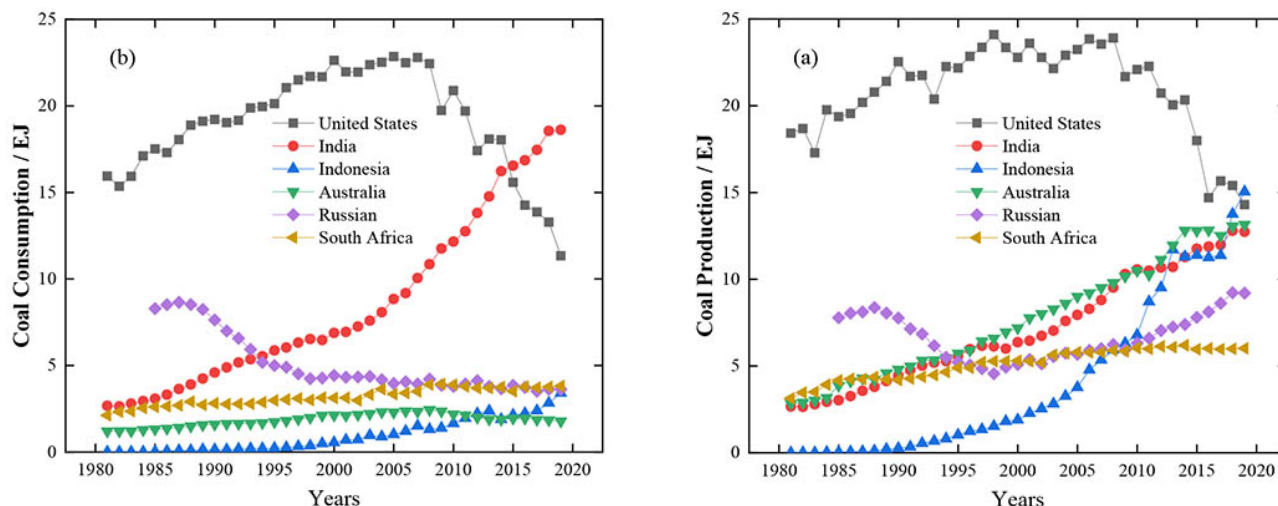 (b)
Coal Consumption / EJ
25
20
15
10
5
0
United States
India
Indonesia
Australia
Russian
South Africa
1980 1985 1990 1995 2000 2005 2010 2015 2020
Years
(a)
Coal Production / EJ
25
20
15
10
5
0
United States
India
Indonesia
Australia
Russian
South Africa
1980 1985 1990 1995 2000 2005 2010 2015 2020
Years